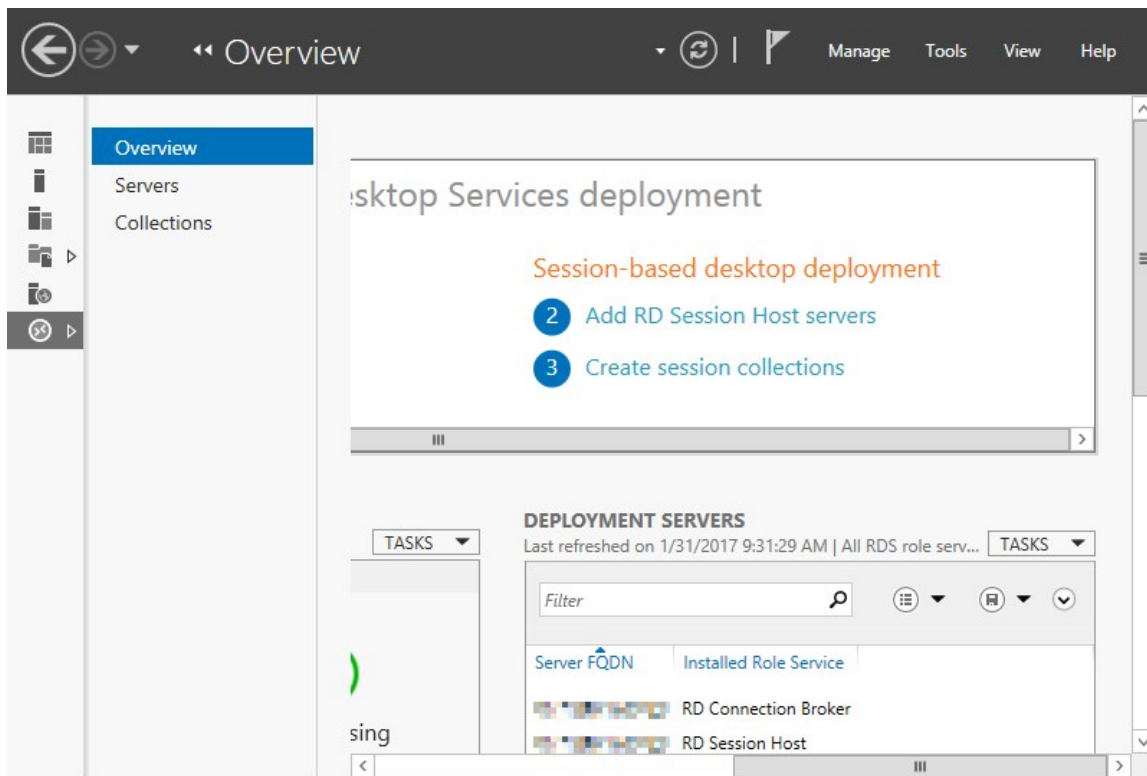 Overview
Manage Tools View Help
Overview
Servers
Collections
sktop Services deployment
Session-based desktop deployment
2 Add RD Session Host servers
3 Create session collections
TASKS
DEPLOYMENT SERVERS
Last refreshed on 1/31/2017 9:31:29 AM | All RDS role serv... TASKS
Filter
Server FQDN Installed Role Service
RD Connection Broker
sing
RD Session Host